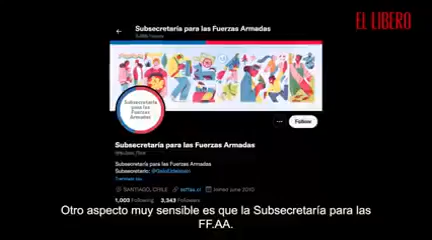 Subsecretaría para las Fuerzas Armadas
EL LIBERO
Subsecretaría
para las
Fuerzas
Armadas
Follow
Subsecretaría para las Fuerzas Armadas
Subsecretaría para las Fuerzas Armadas
SANTIAGO, CHILE
Joined June 2010
1,003 Following
3,343 Followers
Otro aspecto muy sensible es que la Subsecretaría para las
FF.AA.